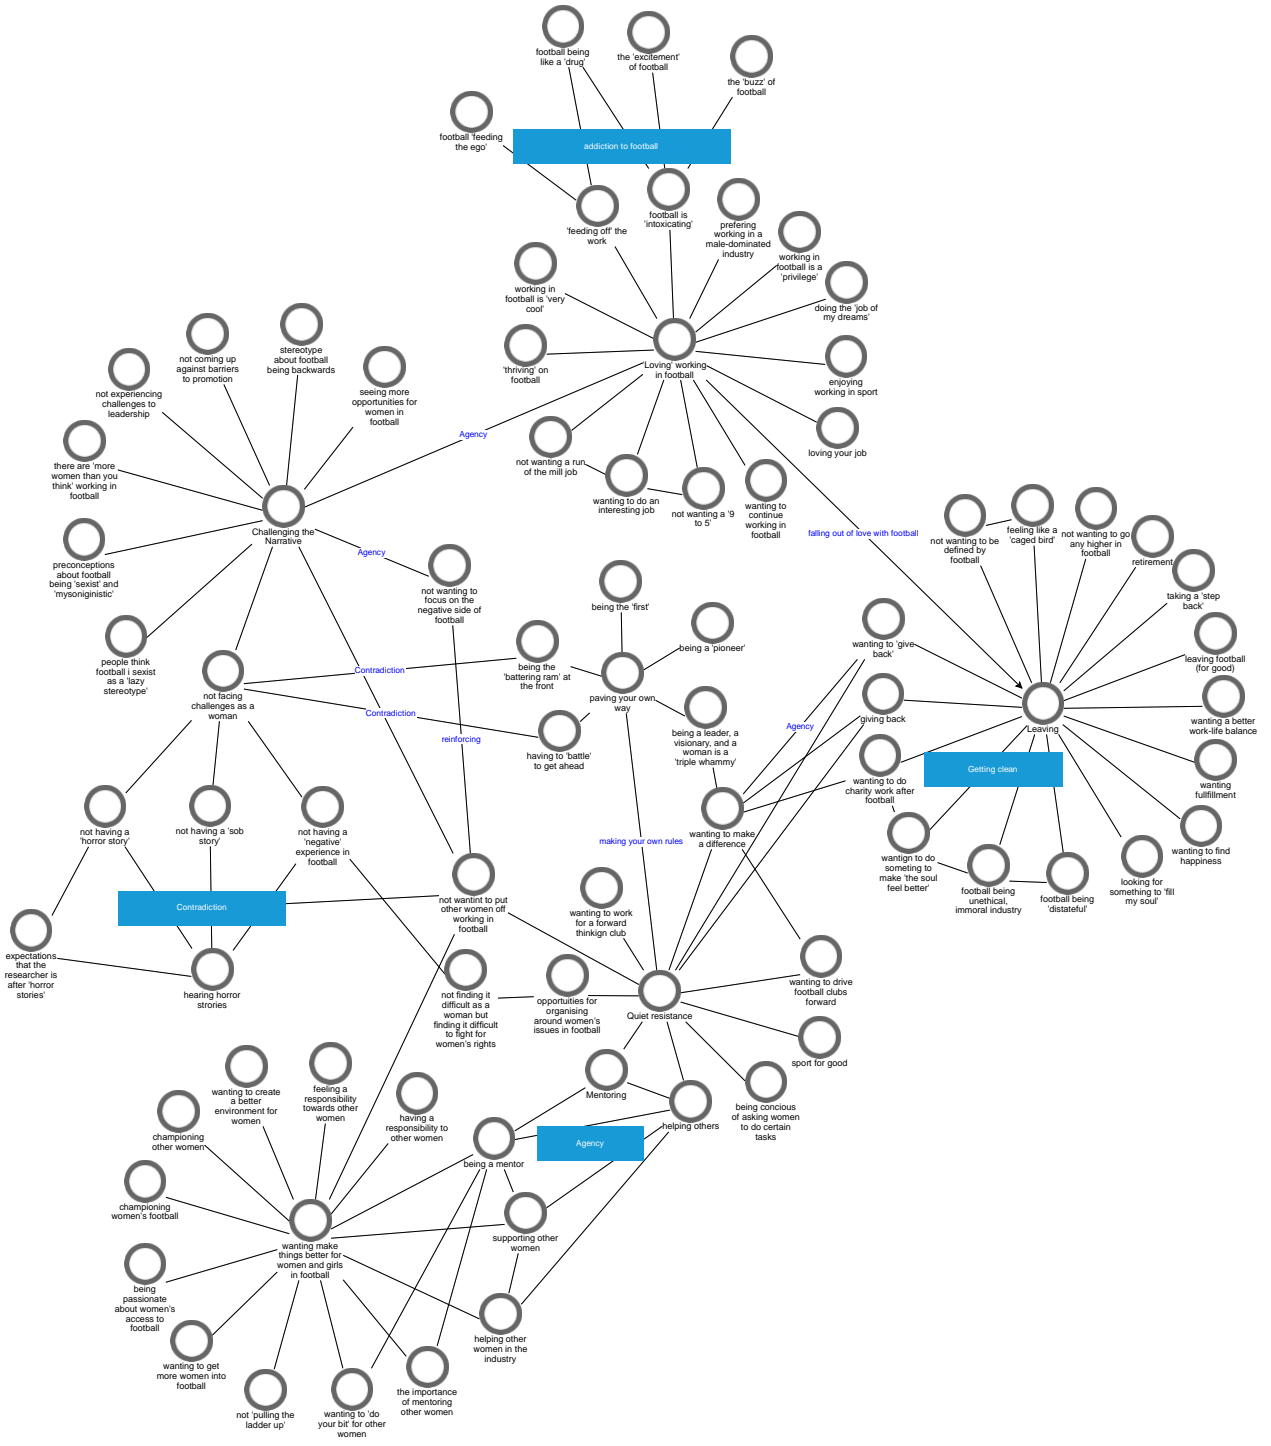 football being
like a 'drug'
the 'excitement'
of football
the 'buzz' of
football
football 'feeding
the ego'
addiction to football
'feeding off' the
work
football is
'intoxicating'
prefering
working in a
male-dominated
industry
working in
football is a
'privilege'
working in
football is 'very
cool'
doing the 'job of
my dreams'
'thriving' on
football
'Loving' working
in football
enjoying
working in sport
loving your job
not wanting a run
of the mill job
wanting to do an
interesting job
not wanting a '9
to 5'
wanting to
continue
working in
football
Agency
falling out of love with football
not coming up
against barriers
to promotion
stereotype
about football
being backwards
not experiencing
challenges to
leadership
seeing more
opportunities for
women in
football
there are 'more
women than you
think' working in
football
Challenging the
Narrative
preconceptions
about football
being 'sexist' and
'mysoniginistic'
people think
football i sexist
as a 'lazy
stereotype'
Agency
not wanting to
focus on the
negative side of
football
not wanting to be
defined by
football
feeling like a
'caged bird'
not wanting to go
any higher in
football
retirement
taking a 'step
back'
leaving football
(for good)
wanting a better
work-life balance
wanting
fullfillment
wanting to find
happiness
looking for
something to 'fill
my soul'
football being
'distateful'
football being
unethical,
immoral industry
wantign to do
someting to
make 'the soul
feel better'
Getting clean
Leaving
wanting to 'give
back'
giving back
wanting to do
charity work after
football
Agency
being the 'first'
being a 'pioneer'
being the
'battering ram' at
the front
paving your own
way
having to 'battle'
to get ahead
being a leader, a
visionary, and a
woman is a
'triple whammy'
Contradiction
Contradiction
reinforcing
not facing
challenges as a
woman
not having a
'horror story'
not having a 'sob
story'
not having a
'negative'
experience in
football
making your own rules
wanting to make
a difference
Contradiction
expectations
that the
researcher is
after 'horror
stories'
hearing horror
strories
not wantint to put
other women off
working in
football
wanting to work
for a forward
thinkign club
not finding it
difficult as a
woman but
finding it difficult
to fight for
women's rights
opportuities for
organising
around women's
issues in football
Quiet resistance
wanting to drive
football clubs
forward
sport for good
being concious
of asking women
to do certain
tasks
Mentoring
helping others
Agency
being a mentor
supporting other
women
helping other
women in the
industry
wanting to create
a better
environment for
women
feeling a
responsibility
towards other
women
having a
responsibility to
other women
championing
other women
championing
women's football
wanting make
things better for
women and girls
in football
being
passionate
about women's
access to
football
wanting to get
more women into
football
not 'pulling the
ladder up'
wanting to 'do
your bit' for other
women
the importance
of mentoring
other women